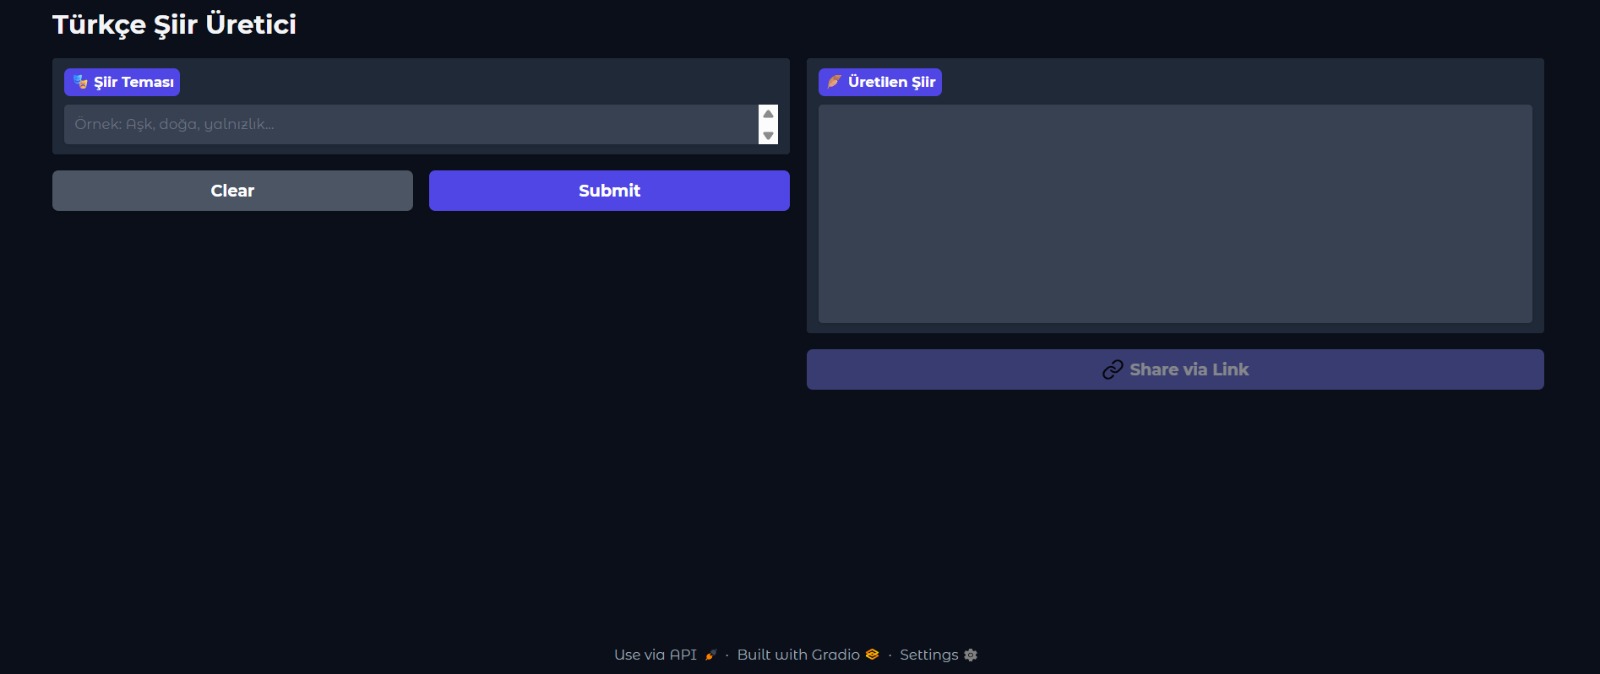 Türkçe Şiir Üretici
🎭 Şiir Teması
Örnek: Aşk, doğa, yalnızlık...
Clear
Submit
🪶 Üretilen Şiir
Share via Link
Use via API 🚀 · Built with Gradio · Settings ⚙️